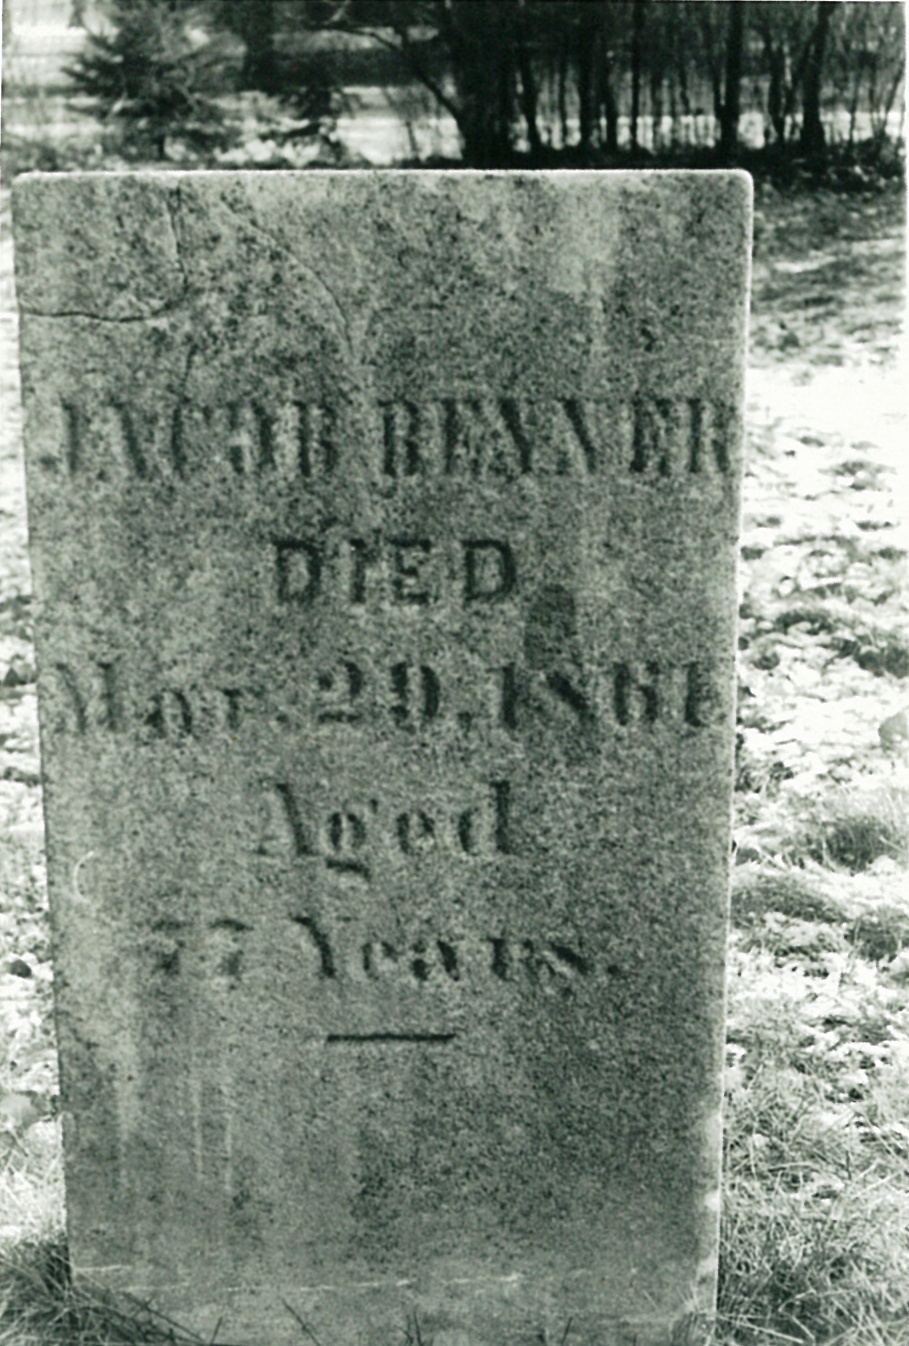 JACOB BENNER
DIED
Mar. 29, 1861
Aged
77 Years.